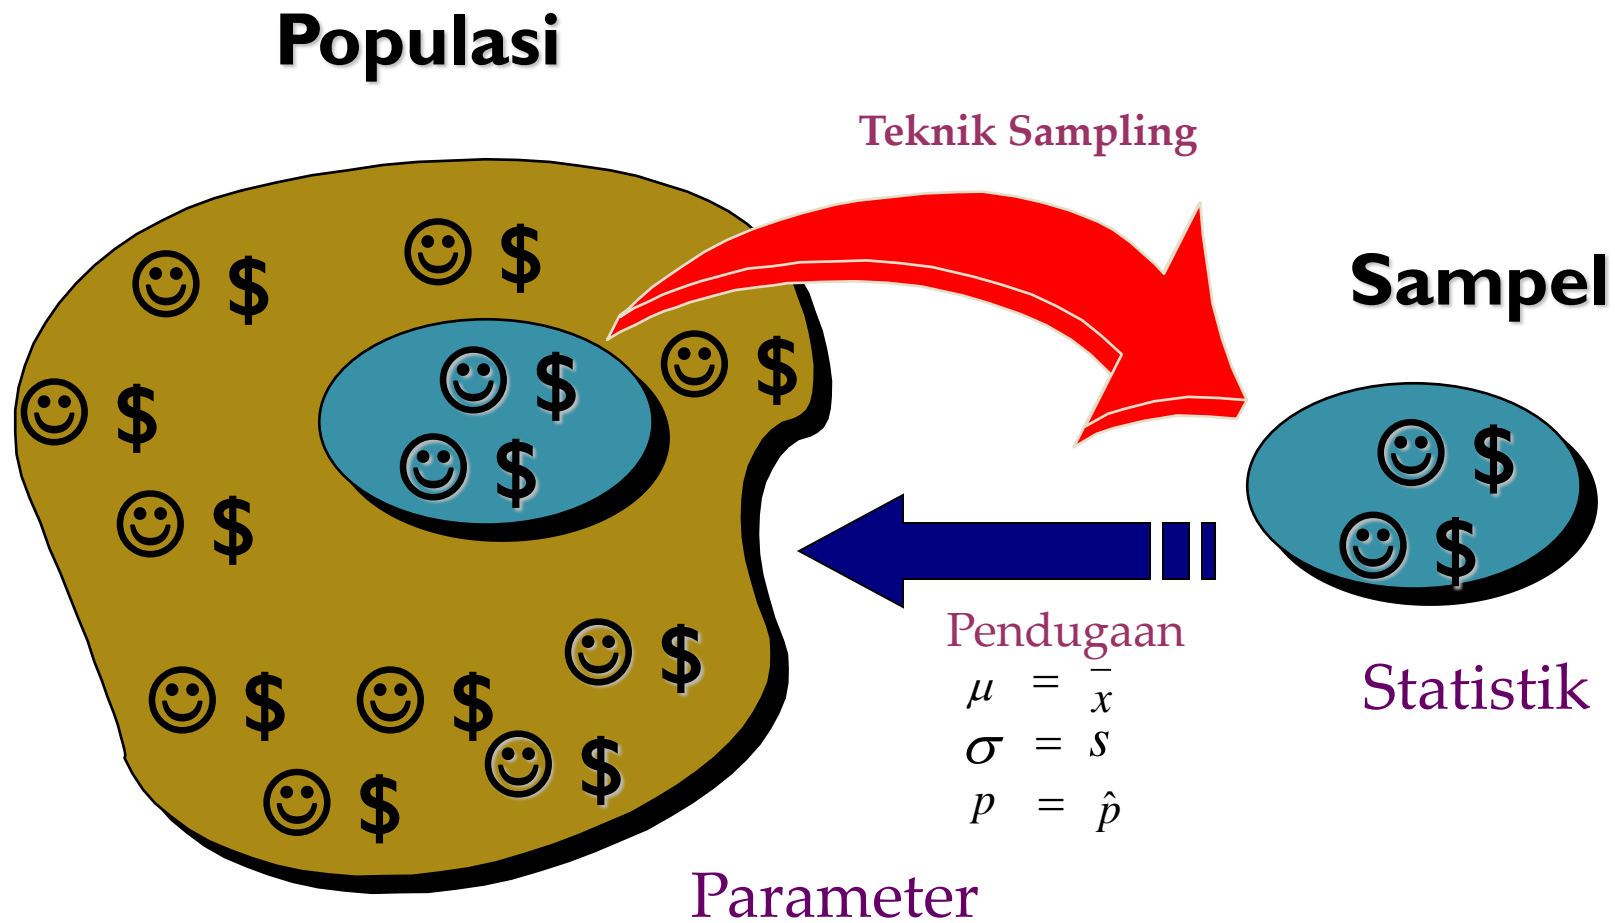 Populasi
Teknik Sampling
Sampel
☺ $
☺ $
☺ $
☺ $
☺ $
☺ $
☺ $
☺ $
☺ $
☺ $
☺ $
☺ $
☺ $
☺ $
Pendugaan
μ = x̄
σ = s
p = p̂
Statistik
Parameter